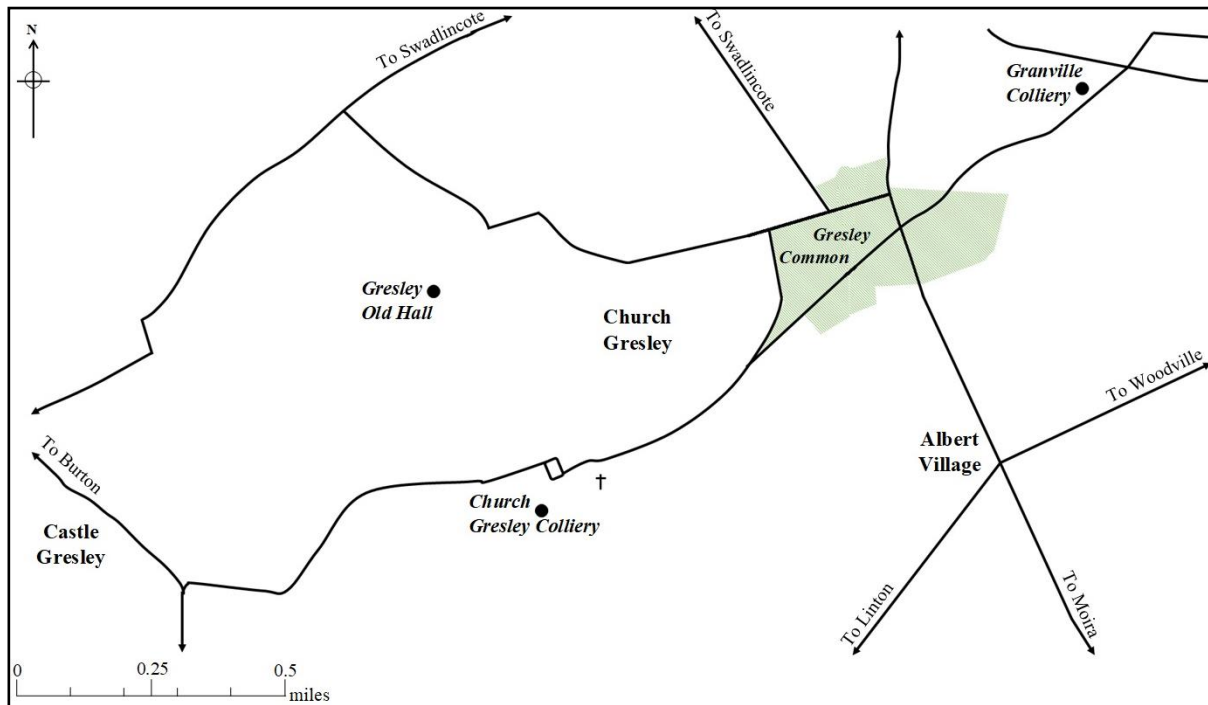 N
To Swadlincote
To Swadlincote
Granville
Colliery
Gresley
Common
Gresley
Old Hall
Church
Gresley
To Woodville
Albert
Village
To Burton
Church
Gresley Colliery
Castle
Gresley
To Linton
To Moira
0
0.25
0.5
miles